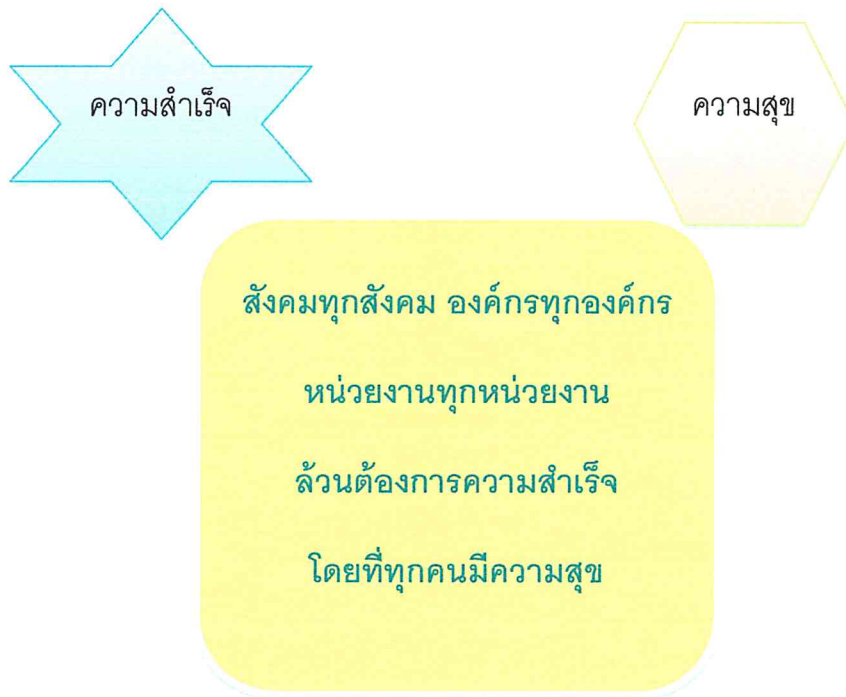 ความสำเร็จ
ความสุข
สังคมทุกสังคม องค์กรทุกองค์กร
หน่วยงานทุกหน่วยงาน
ล้วนต้องการความสำเร็จ
โดยที่ทุกคนมีความสุข